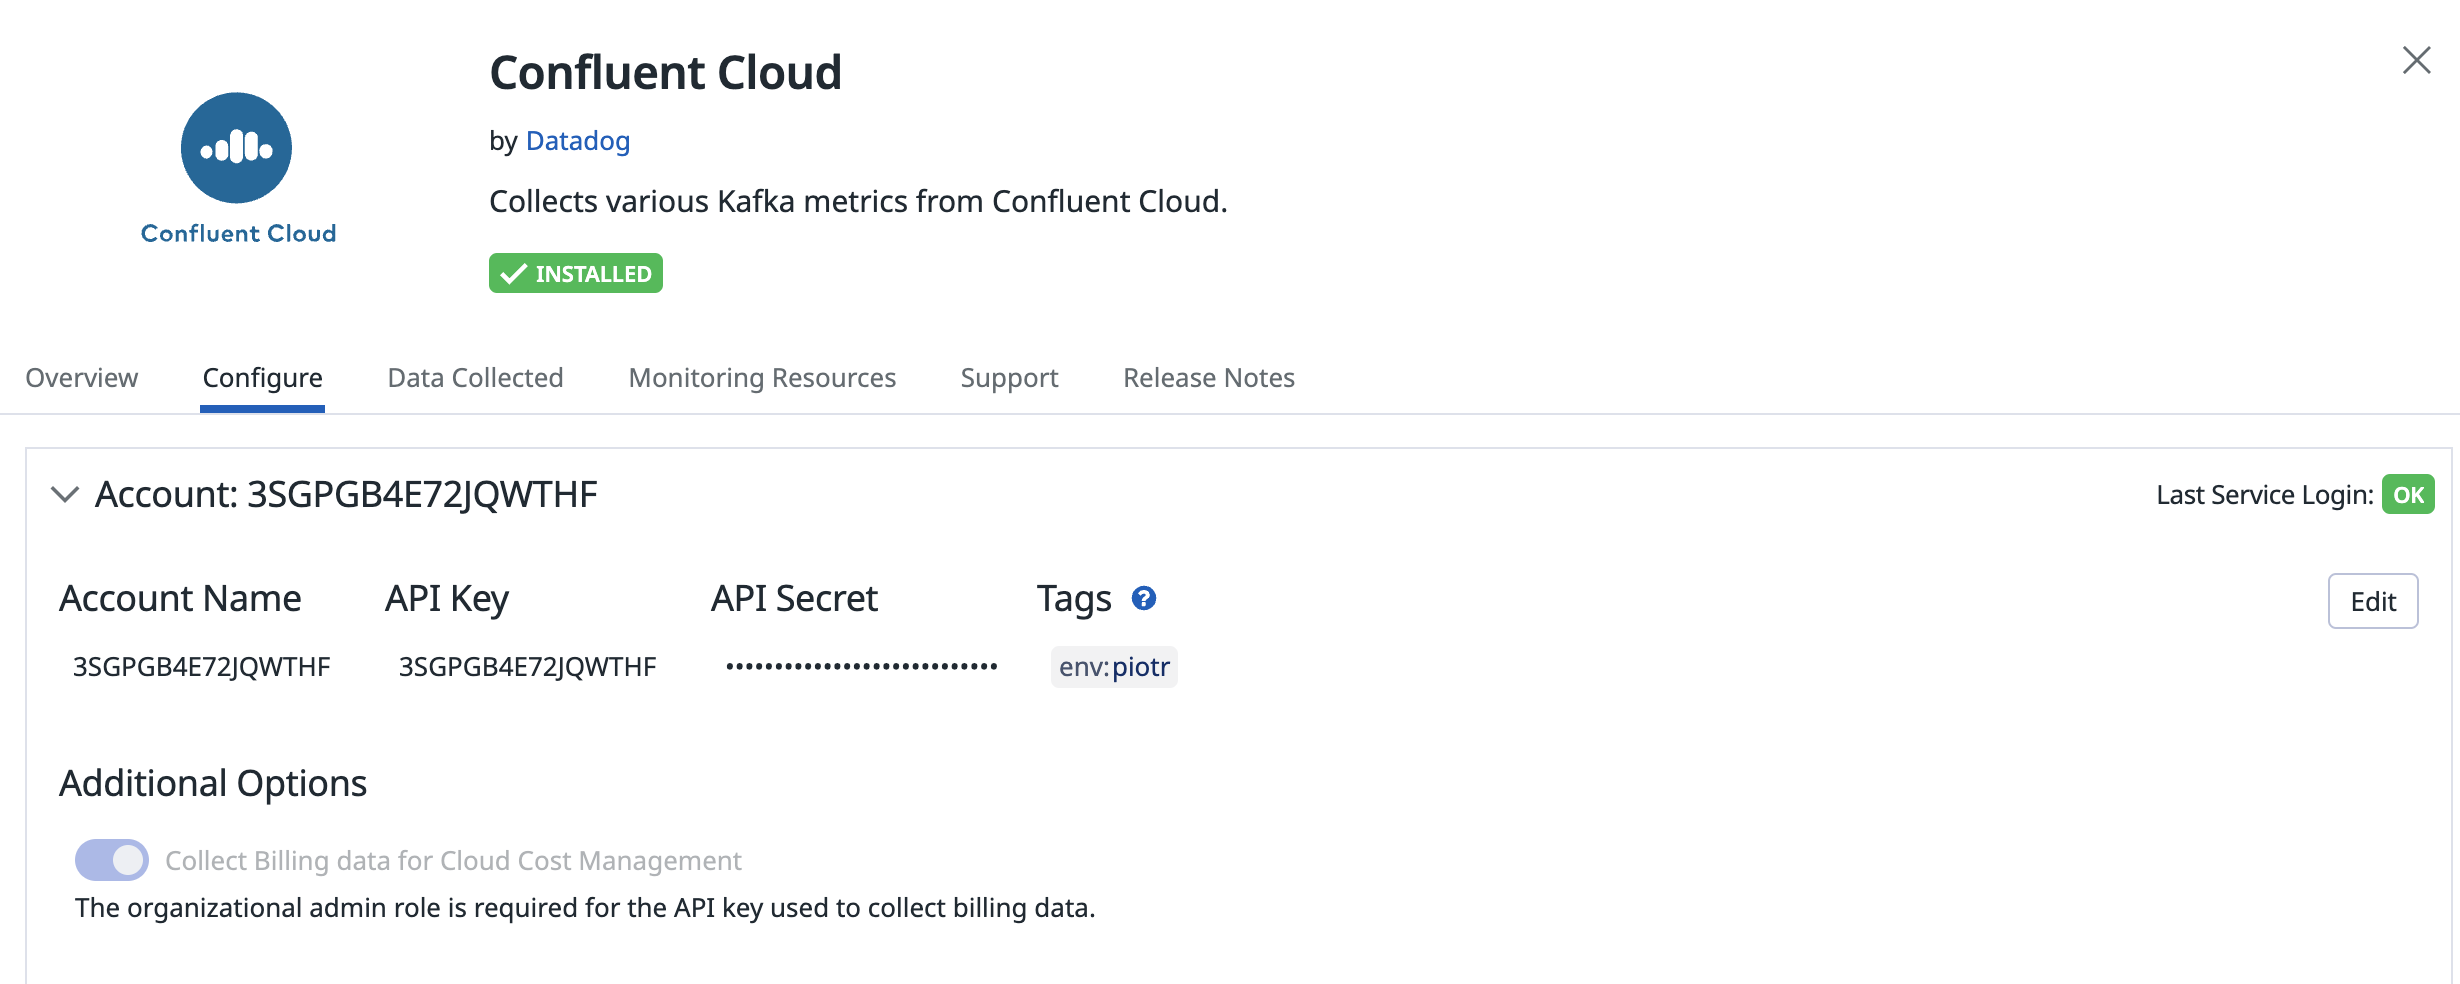 Confluent Cloud
by Datadog
Collects various Kafka metrics from Confluent Cloud.
Confluent Cloud
INSTALLED
Overview Configure Data Collected Monitoring Resources Support Release Notes
Account: 3SGPGB4E72JQWTHF Last Service Login: OK
Account Name API Key API Secret Tags ? Edit
3SGPGB4E72JQWTHF 3SGPGB4E72JQWTHF •••••••••••••••••••••••••••• env:piotr
Additional Options
Collect Billing data for Cloud Cost Management
The organizational admin role is required for the API key used to collect billing data.